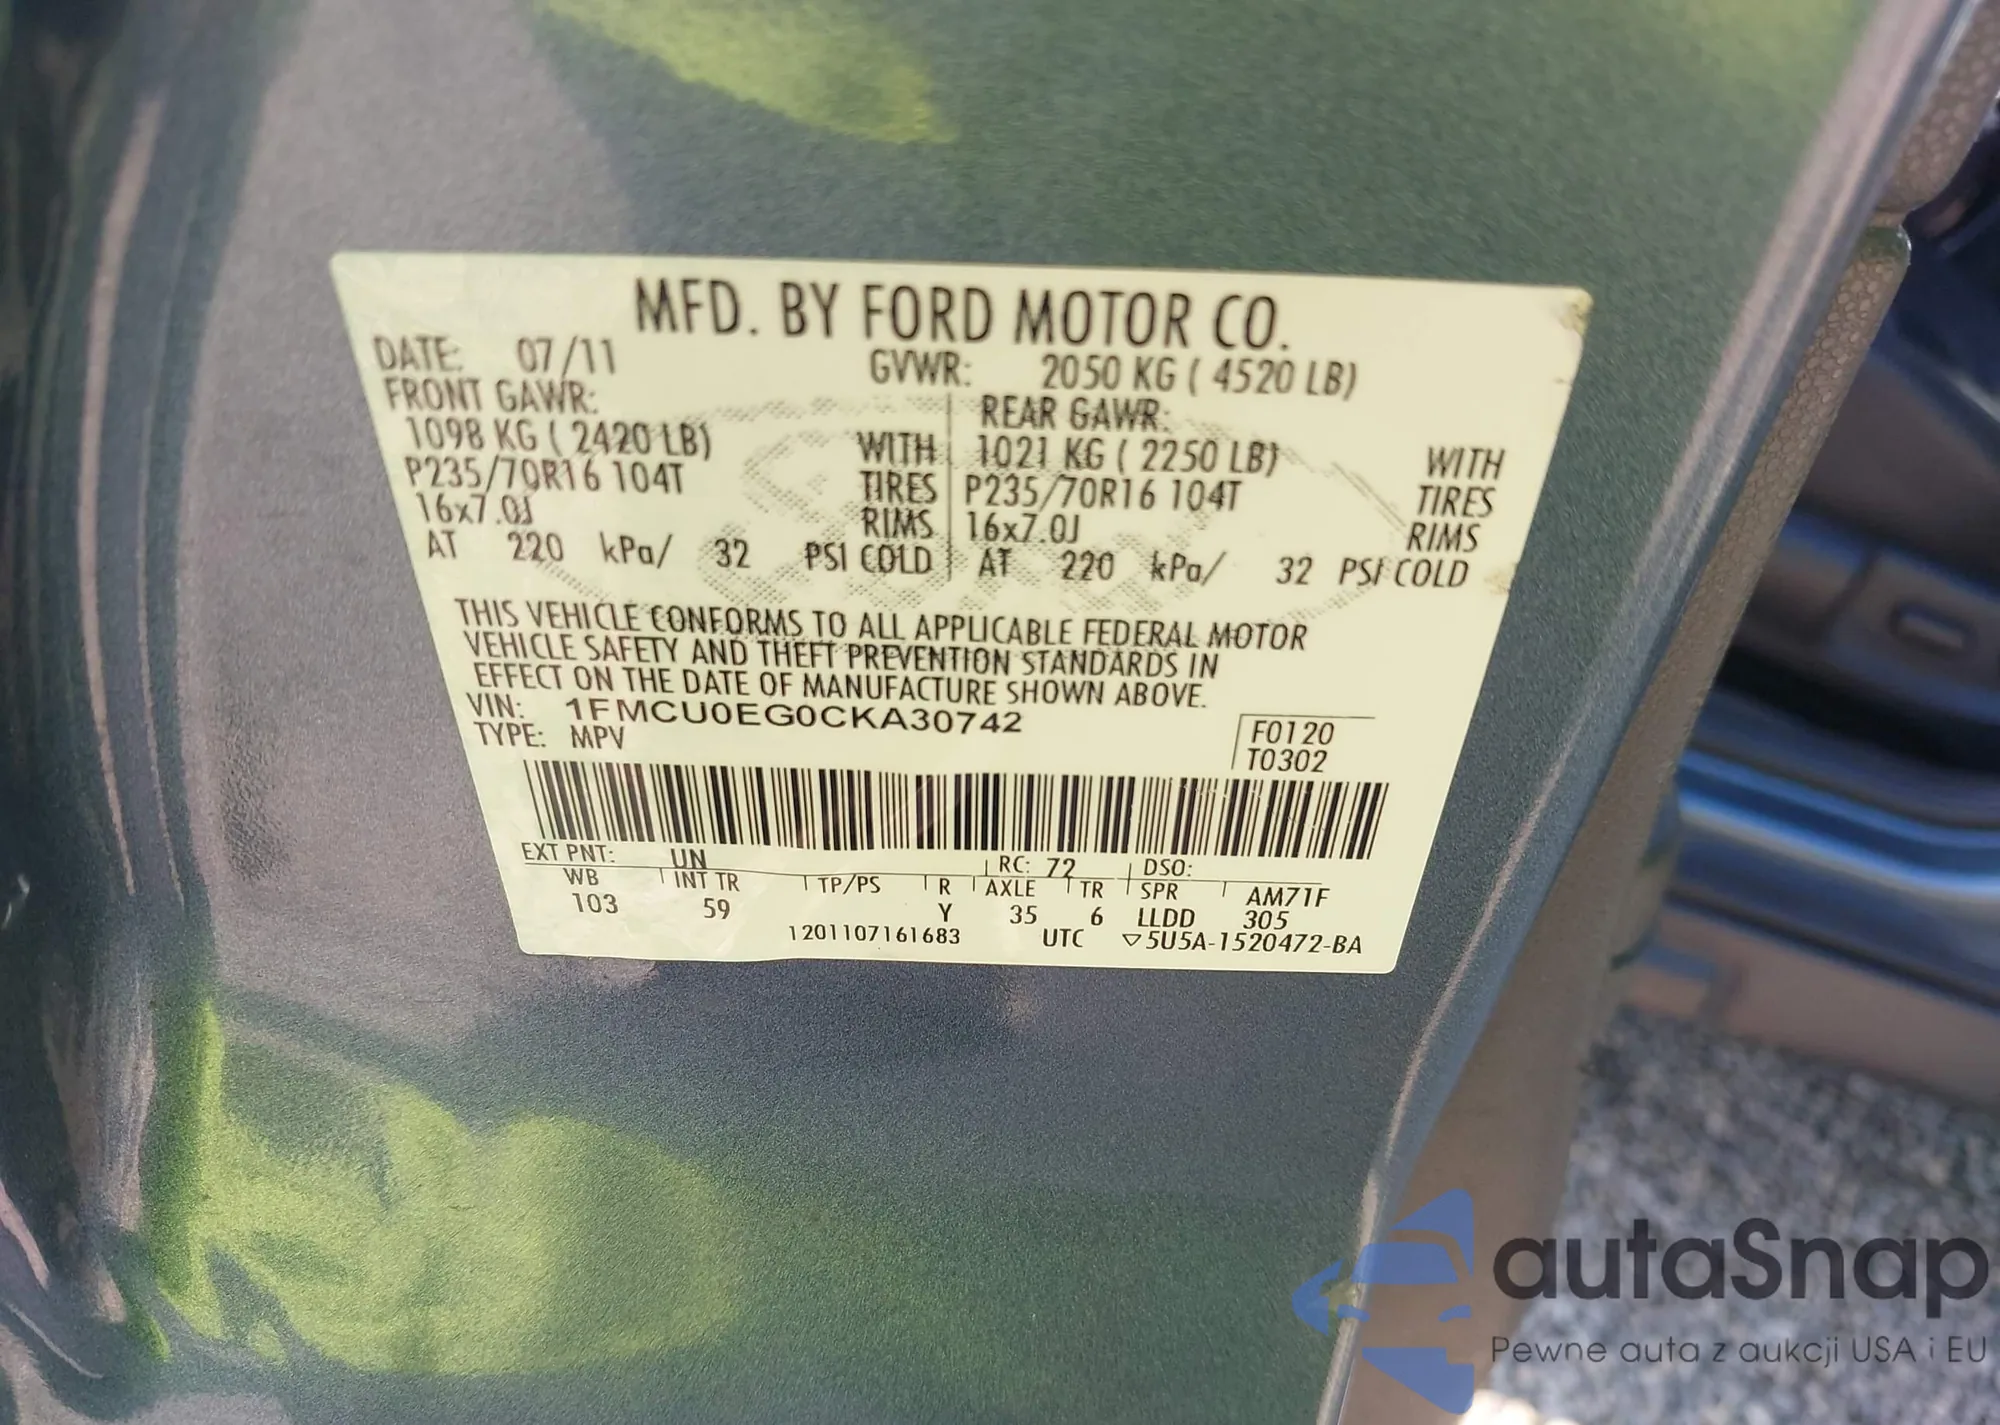 MFD. BY FORD MOTOR CO.
DATE: 07/11 GVWR: 2050 KG ( 4520 LB)
FRONT GAWR: REAR GAWR:
1098 KG ( 2420 LB) WITH 1021 KG ( 2250 LB) WITH
P235/70R16 104T TIRES P235/70R16 104T TIRES
16x7.0J RIMS 16x7.0J RIMS
AT 220 kPa/ 32 PSI COLD AT 220 kPa/ 32 PSI COLD
THIS VEHICLE CONFORMS TO ALL APPLICABLE FEDERAL MOTOR
VEHICLE SAFETY AND THEFT PREVENTION STANDARDS IN
EFFECT ON THE DATE OF MANUFACTURE SHOWN ABOVE.
VIN: 1FMCU0EG0CKA30742
TYPE: MPV
F0120
T0302
EXT PNT: UN RC: 72 DSO:
WB INT TR TP/PS R AXLE TR SPR AM71F
103 59 Y 35 6 LLDD 305
1201107161683 UTC ▽5U5A-1520472-BA
autaSnap
Pewne auta z aukcji USA i EU